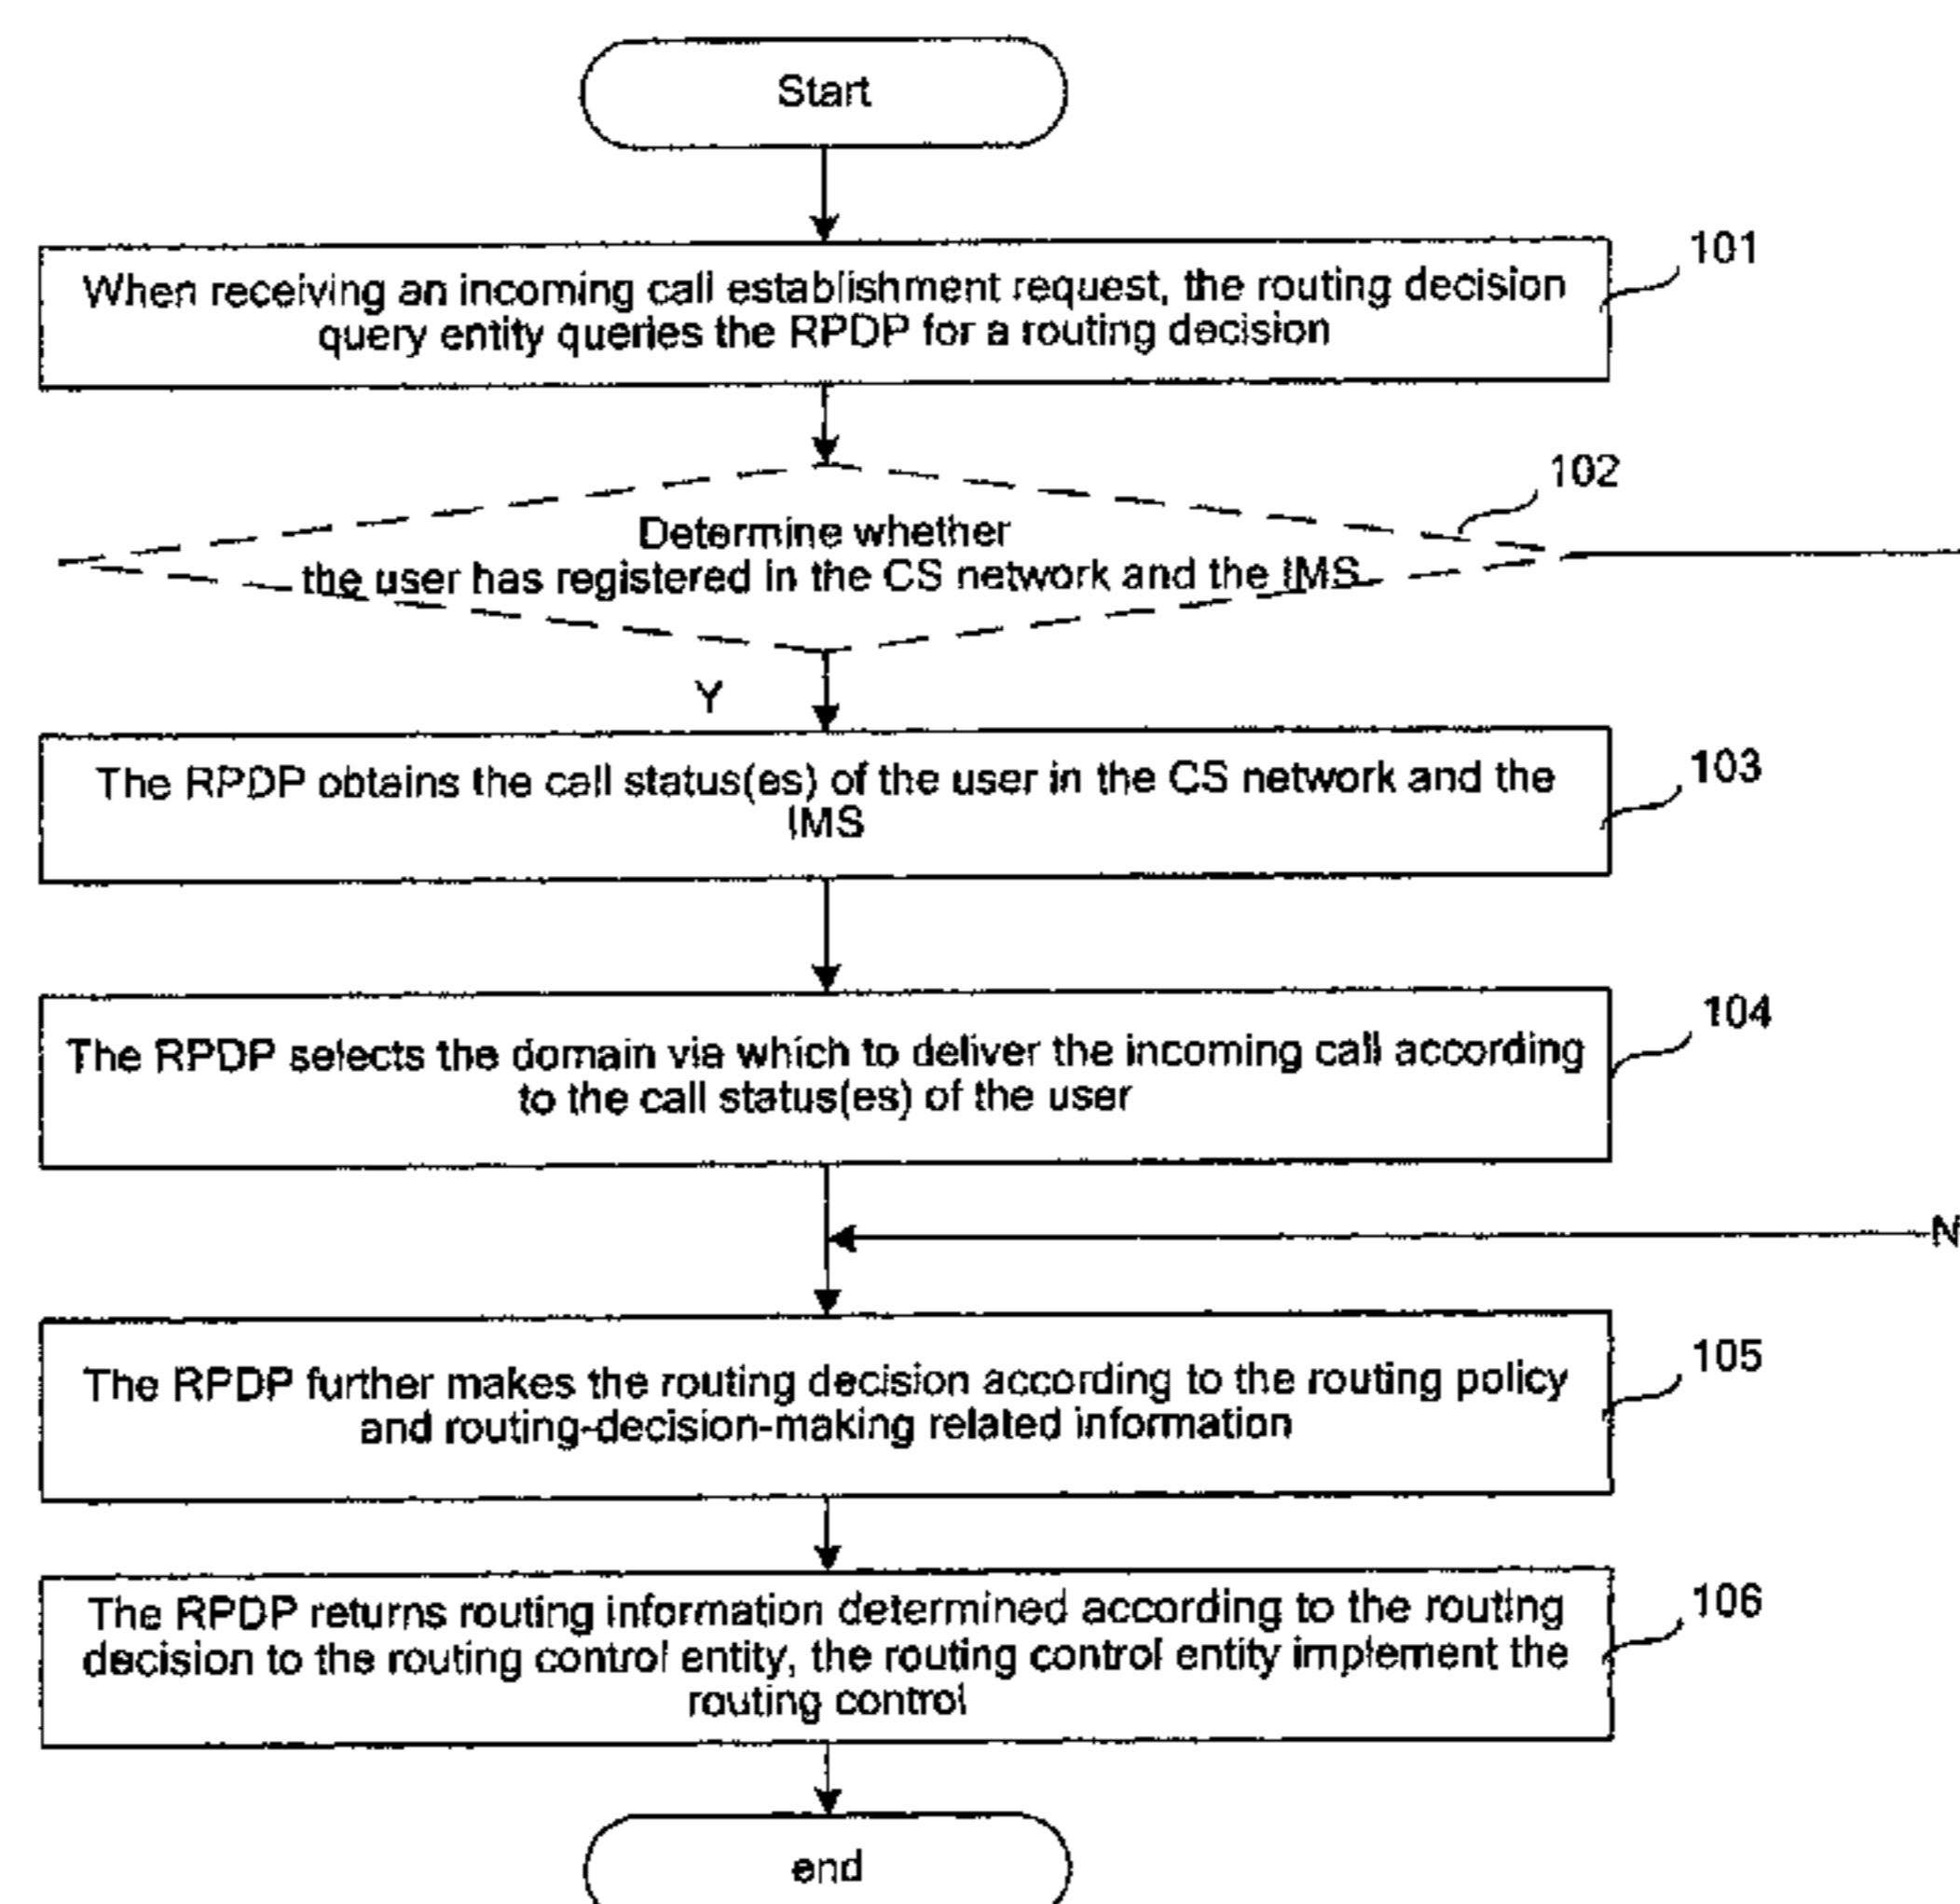 Start
101
When receiving an incoming call establishment request, the routing decision
query entity queries the RPDP for a routing decision
102
Determine whether
the user has registered in the CS network and the IMS
Y
The RPDP obtains the call status(es) of the user in the CS network and the
IMS
103
The RPDP selects the domain via which to deliver the incoming call according
to the call status(es) of the user
104
N
The RPDP further makes the routing decision according to the routing policy
and routing-decision-making related information
105
The RPDP returns routing information determined according to the routing
decision to the routing control entity, the routing control entity implement the
routing control
106
end